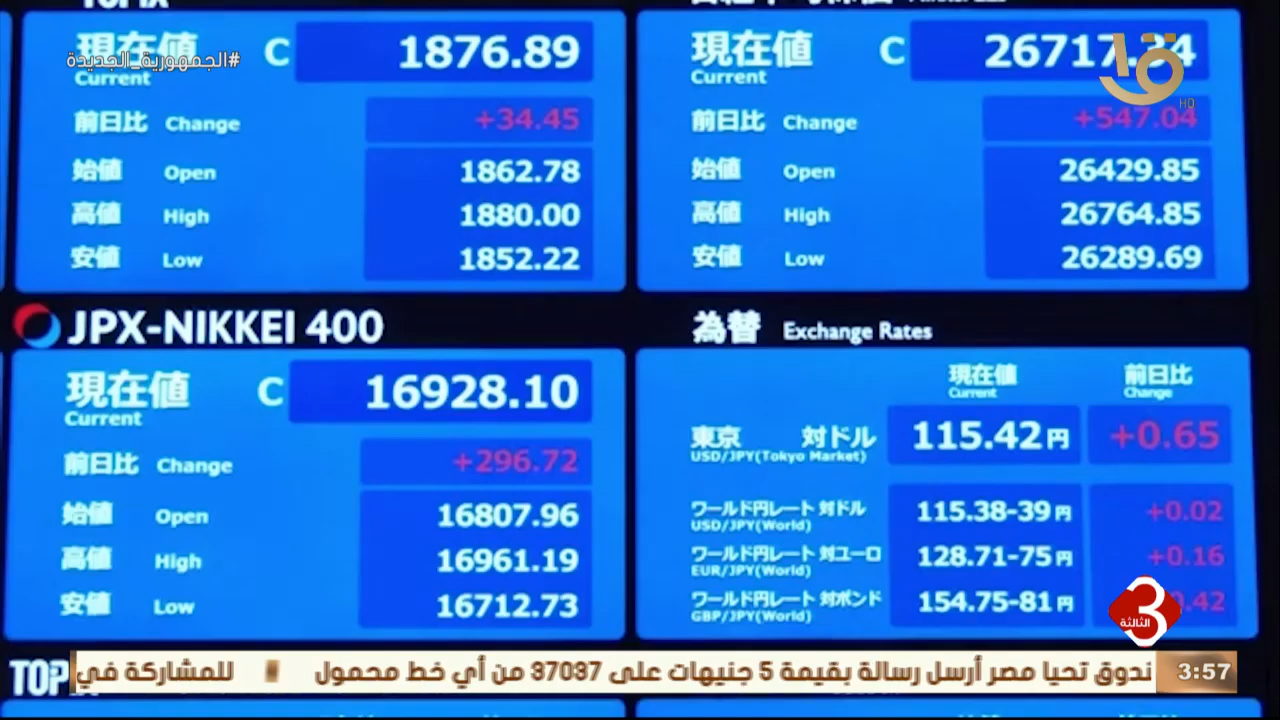 TOPIX
現在値 C 1876.89
Current
#الجمهورية_الجديدة
前日比 Change +34.45
始値 Open 1862.78
高値 High 1880.00
安値 Low 1852.22
現在値 C 26717.34
Current
HD
前日比 Change +547.04
始値 Open 26429.85
高値 High 26764.85
安値 Low 26289.69
JPX-NIKKEI 400
現在値 C 16928.10
Current
前日比 Change +296.72
始値 Open 16807.96
高値 High 16961.19
安値 Low 16712.73
為替 Exchange Rates
現在値 前日比
Current Change
東京 対ドル 115.42円 +0.65
USD/JPY(Tokyo Market)
ワールド円レート 対ドル 115.38-39円 +0.02
USD/JPY(World)
ワールド円レート 対ユーロ 128.71-75円 +0.16
EUR/JPY(World)
ワールド円レート 対ポンド 154.75-81円 0.42
GBP/JPY(World)
3
الثالثة
TOP
ندوق تحيا مصر أرسل رسالة بقيمة 5 جنيهات على 37037 من أي خط محمول للمشاركة في
3:57